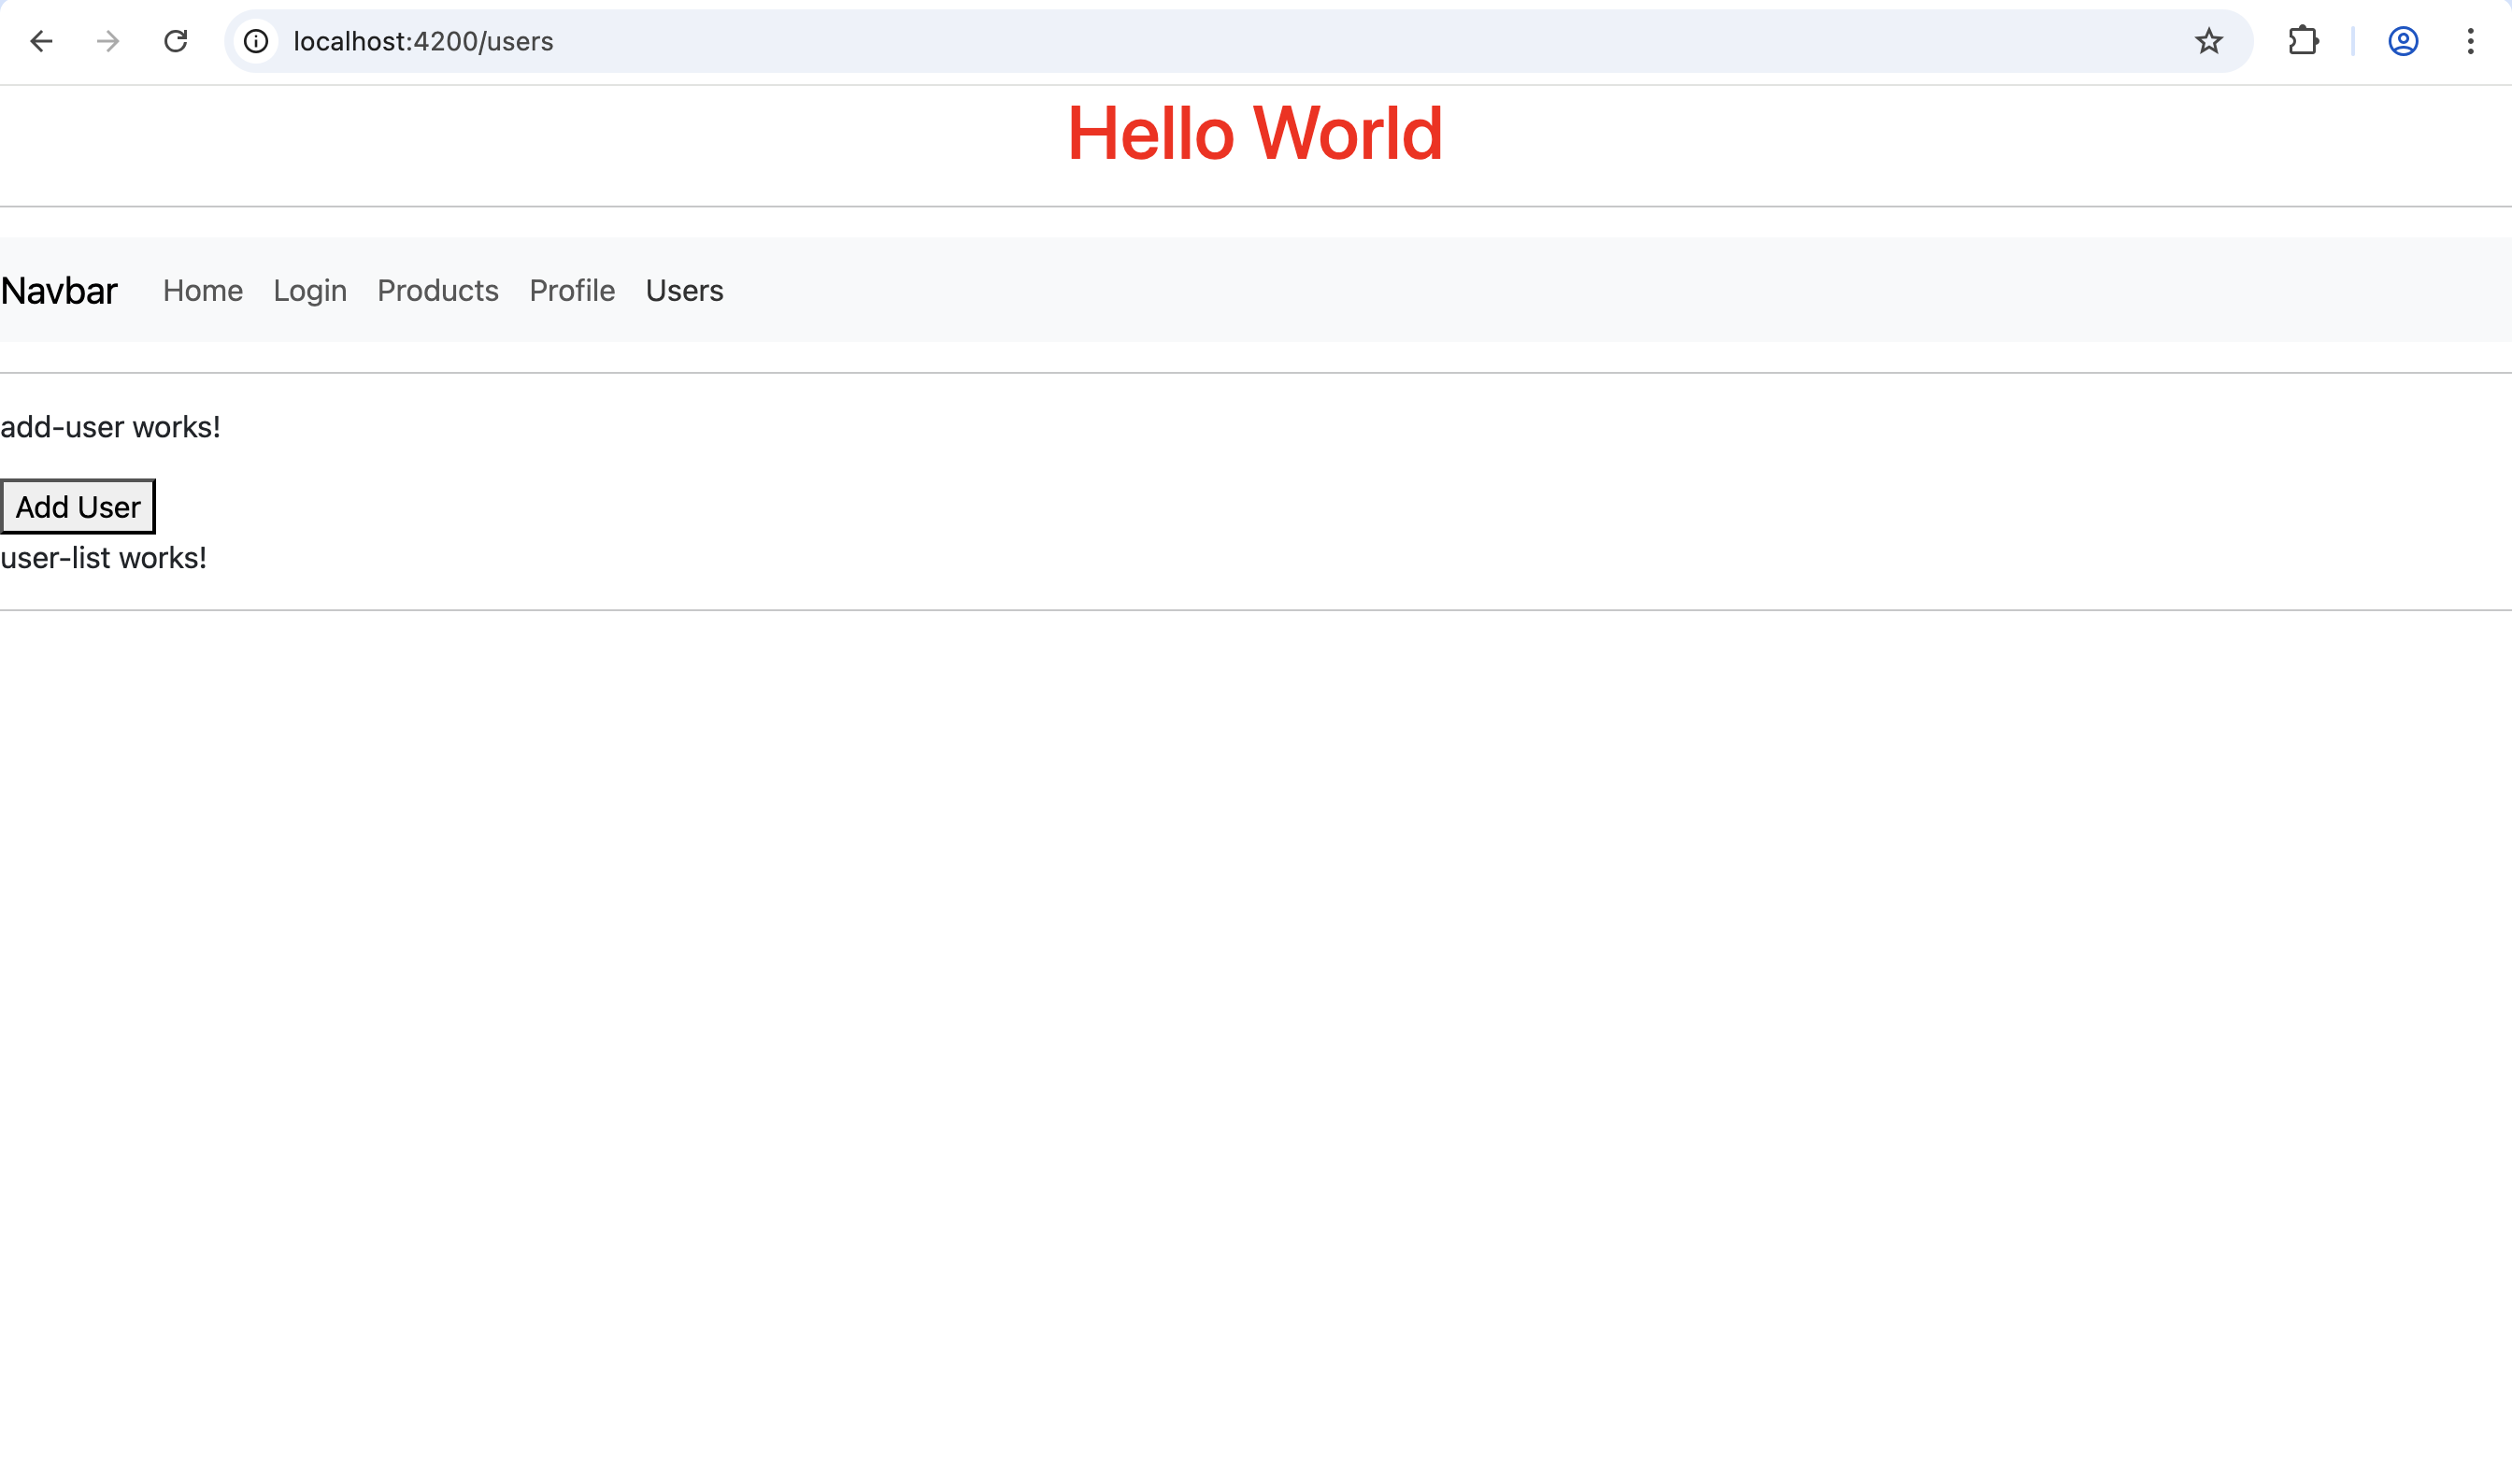 localhost:4200/users
Hello World
Navbar Home Login Products Profile Users
add-user works!
Add User
user-list works!